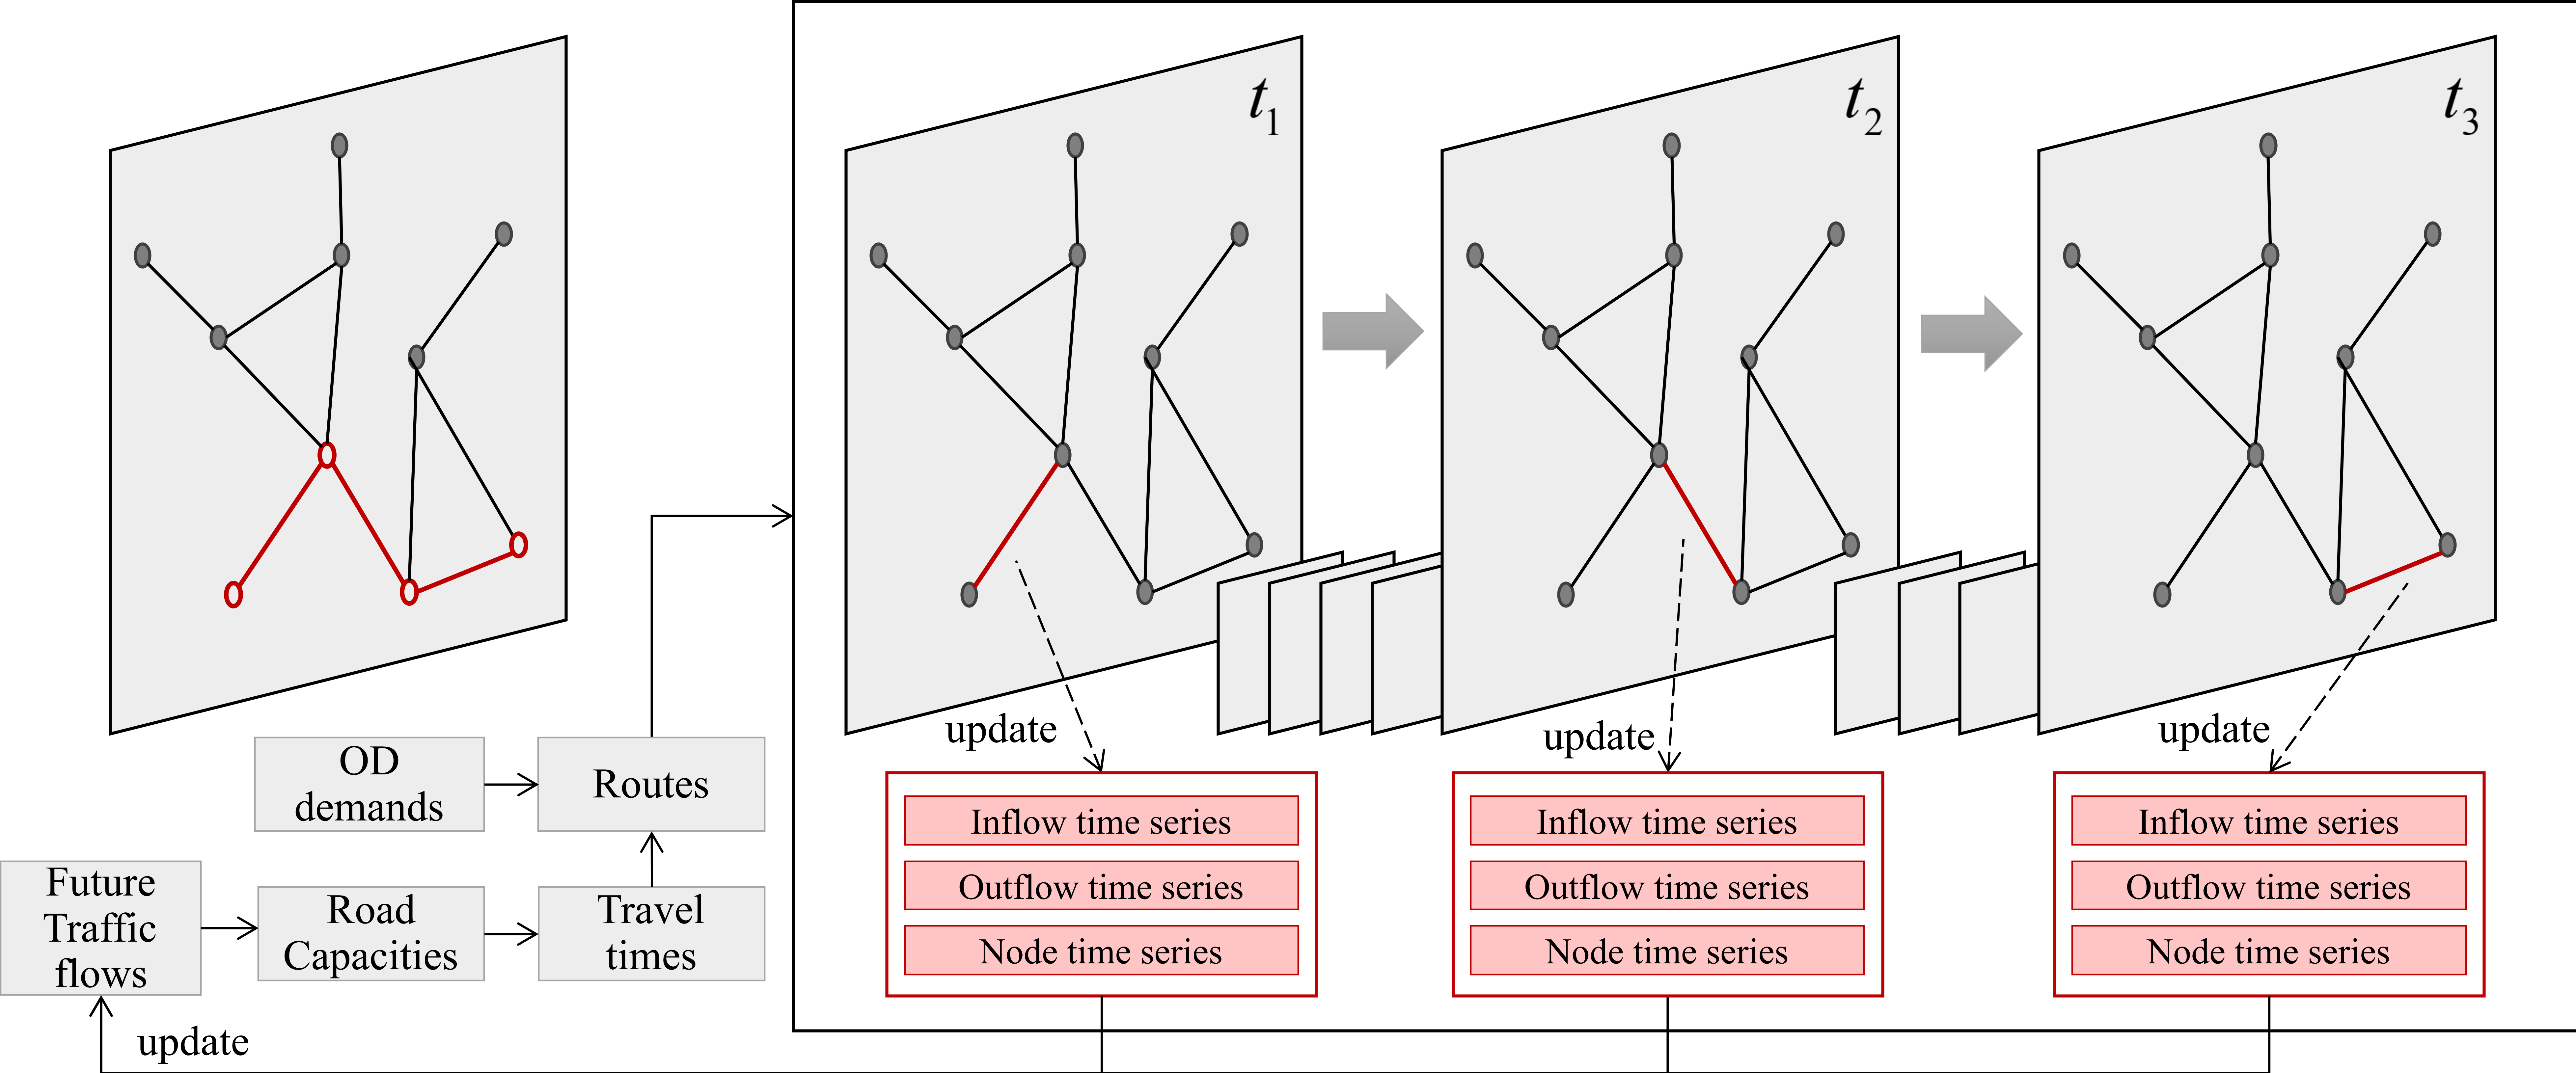 t1
t2
t3
update
update
update
OD
demands
Routes
Future
Traffic
flows
Road
Capacities
Travel
times
Inflow time series
Outflow time series
Node time series
Inflow time series
Outflow time series
Node time series
Inflow time series
Outflow time series
Node time series
update